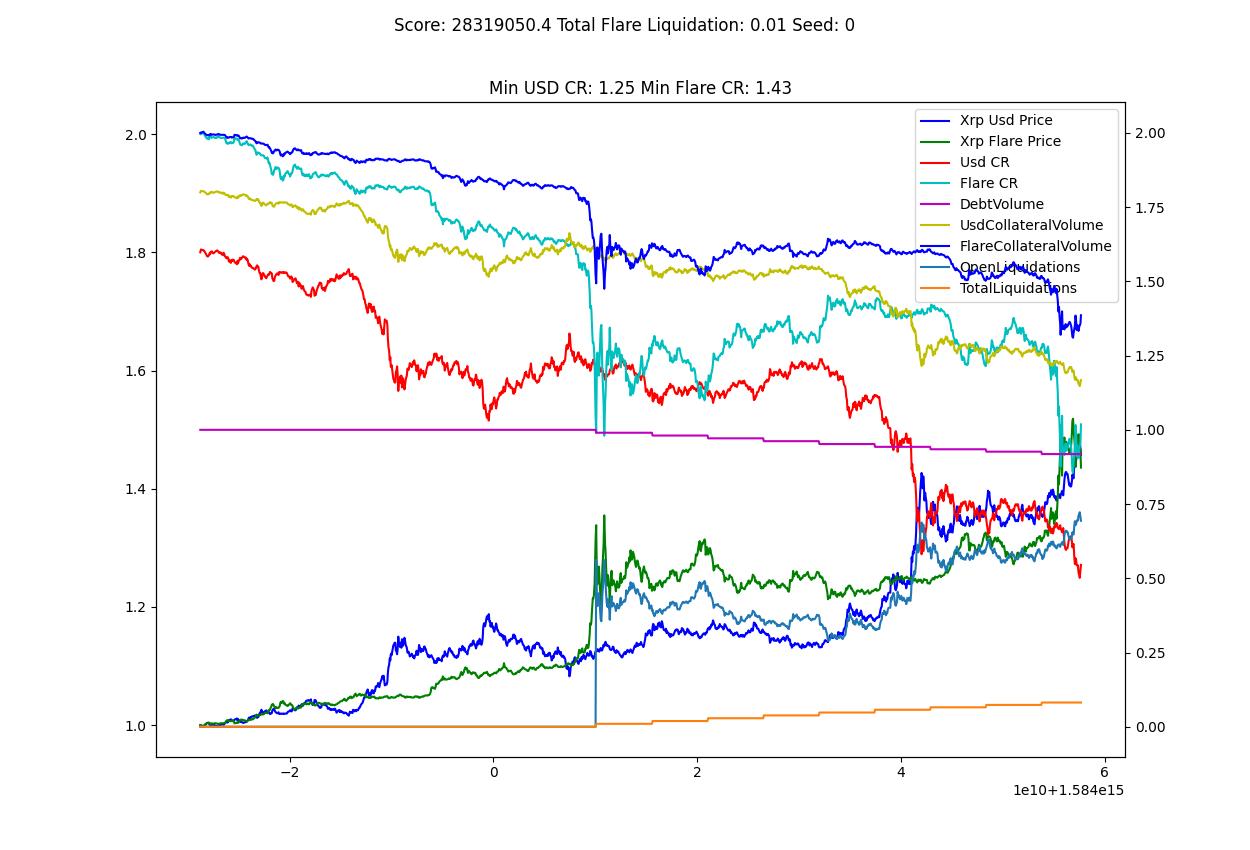 Score: 28319050.4 Total Flare Liquidation: 0.01 Seed: 0
Min USD CR: 1.25 Min Flare CR: 1.43
Xrp Usd Price
Xrp Flare Price
Usd CR
Flare CR
DebtVolume
UsdCollateralVolume
FlareCollateralVolume
OpenLiquidations
TotalLiquidations
2.0
1.8
1.6
1.4
1.2
1.0
2.00
1.75
1.50
1.25
1.00
0.75
0.50
0.25
0.00
−2
0
2
4
6
1e10+1.584e15